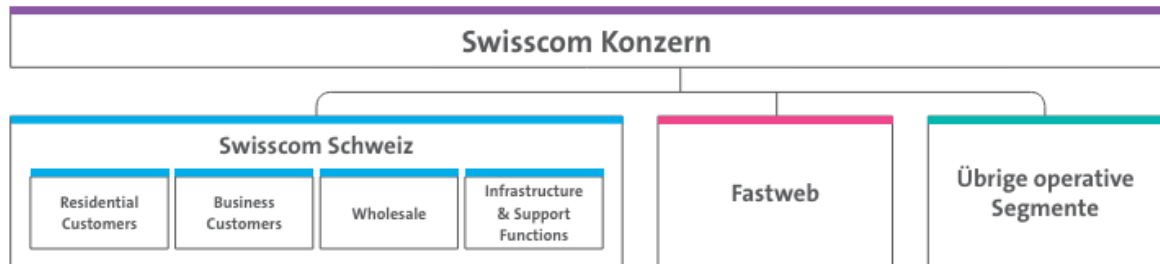 Swisscom Konzern
Swisscom Schweiz
Residential
Customers
Business
Customers
Wholesale
Infrastructure
& Support
Functions
Fastweb
Übrige operative
Segmente